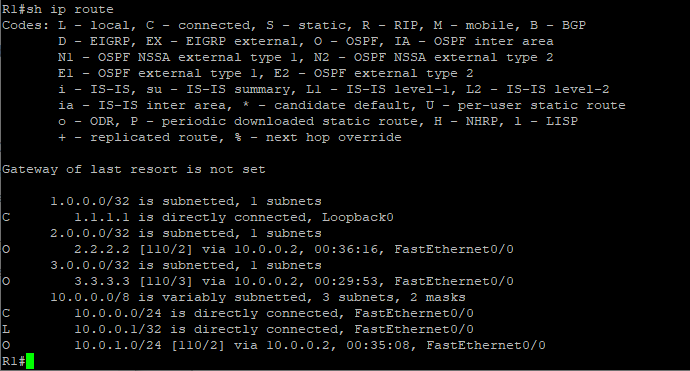 R1#sh ip route
Codes: L - local, C - connected, S - static, R - RIP, M - mobile, B - BGP
       D - EIGRP, EX - EIGRP external, O - OSPF, IA - OSPF inter area
       N1 - OSPF NSSA external type 1, N2 - OSPF NSSA external type 2
       E1 - OSPF external type 1, E2 - OSPF external type 2
       i - IS-IS, su - IS-IS summary, L1 - IS-IS level-1, L2 - IS-IS level-2
       ia - IS-IS inter area, * - candidate default, U - per-user static route
       o - ODR, P - periodic downloaded static route, H - NHRP, l - LISP
       + - replicated route, % - next hop override
Gateway of last resort is not set
      1.0.0.0/32 is subnetted, 1 subnets
C        1.1.1.1 is directly connected, Loopback0
      2.0.0.0/32 is subnetted, 1 subnets
O        2.2.2.2 [110/2] via 10.0.0.2, 00:36:16, FastEthernet0/0
      3.0.0.0/32 is subnetted, 1 subnets
O        3.3.3.3 [110/3] via 10.0.0.2, 00:29:53, FastEthernet0/0
      10.0.0.0/8 is variably subnetted, 3 subnets, 2 masks
C        10.0.0.0/24 is directly connected, FastEthernet0/0
L        10.0.0.1/32 is directly connected, FastEthernet0/0
O        10.0.1.0/24 [110/2] via 10.0.0.2, 00:35:08, FastEthernet0/0
R1#